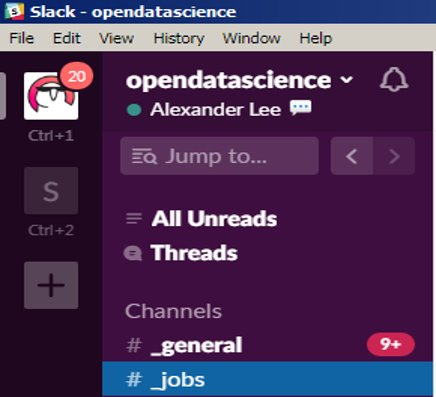 Slack - opendatascience
File Edit View History Window Help
20
Ctrl+1
S
Ctrl+2
opendatascience
Alexander Lee
Jump to...
All Unreads
Threads
Channels
# _general 9+
# _jobs